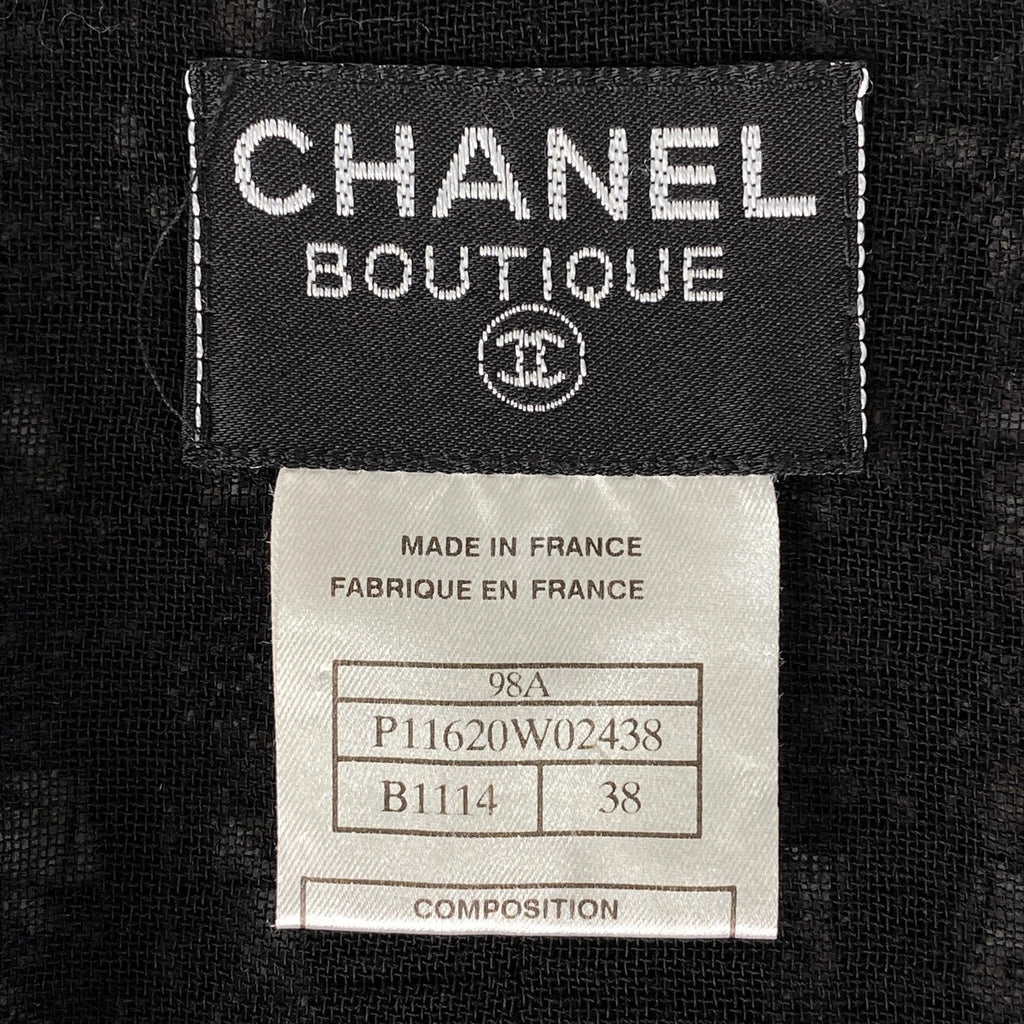 CHANEL
BOUTIQUE
MADE IN FRANCE
FABRIQUE EN FRANCE
98A
P11620W02438
B1114 38
COMPOSITION